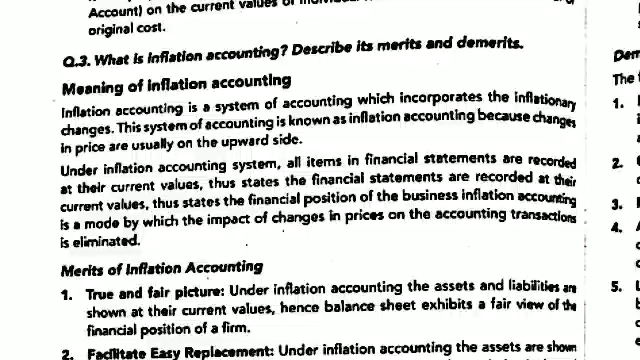 Account) on the current values of
original cost.
Q.3. What is inflation accounting? Describe its merits and demerits.
Meaning of Inflation accounting
Inflation accounting is a system of accounting which incorporates the inflationary
changes. This system of accounting is known as inflation accounting because changes
in price are usually on the upward side.
Under inflation accounting system, all items in financial statements are recorded
at their current values, thus states the financial statements are recorded at their
current values, thus states the financial position of the business inflation accounting
is a mode by which the impact of changes in prices on the accounting transactions
is eliminated.
Merits of Inflation Accounting
1. True and fair picture: Under inflation accounting the assets and liabilities are
shown at their current values, hence balance sheet exhibits a fair view of the
financial position of a firm.
2. Facilitate Easy Replacement: Under inflation accounting the assets are shown
Dem
The
1.
2.
3.
4.
5.